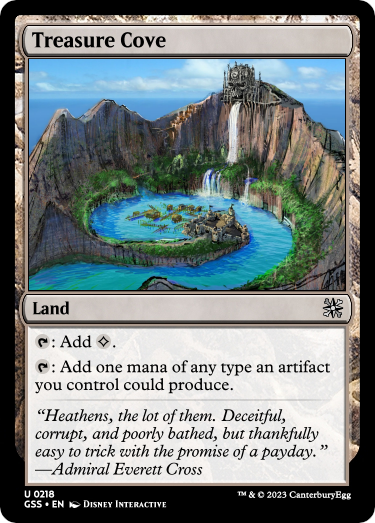 Treasure Cove
Land
: Add .
: Add one mana of any type an artifact
you control could produce.
“Heathens, the lot of them. Deceitful,
corrupt, and poorly bathed, but thankfully
easy to trick with the promise of a payday.”
—Admiral Everett Cross
U 0218
GSS • EN Disney Interactive
™ & © 2023 CanterburyEgg